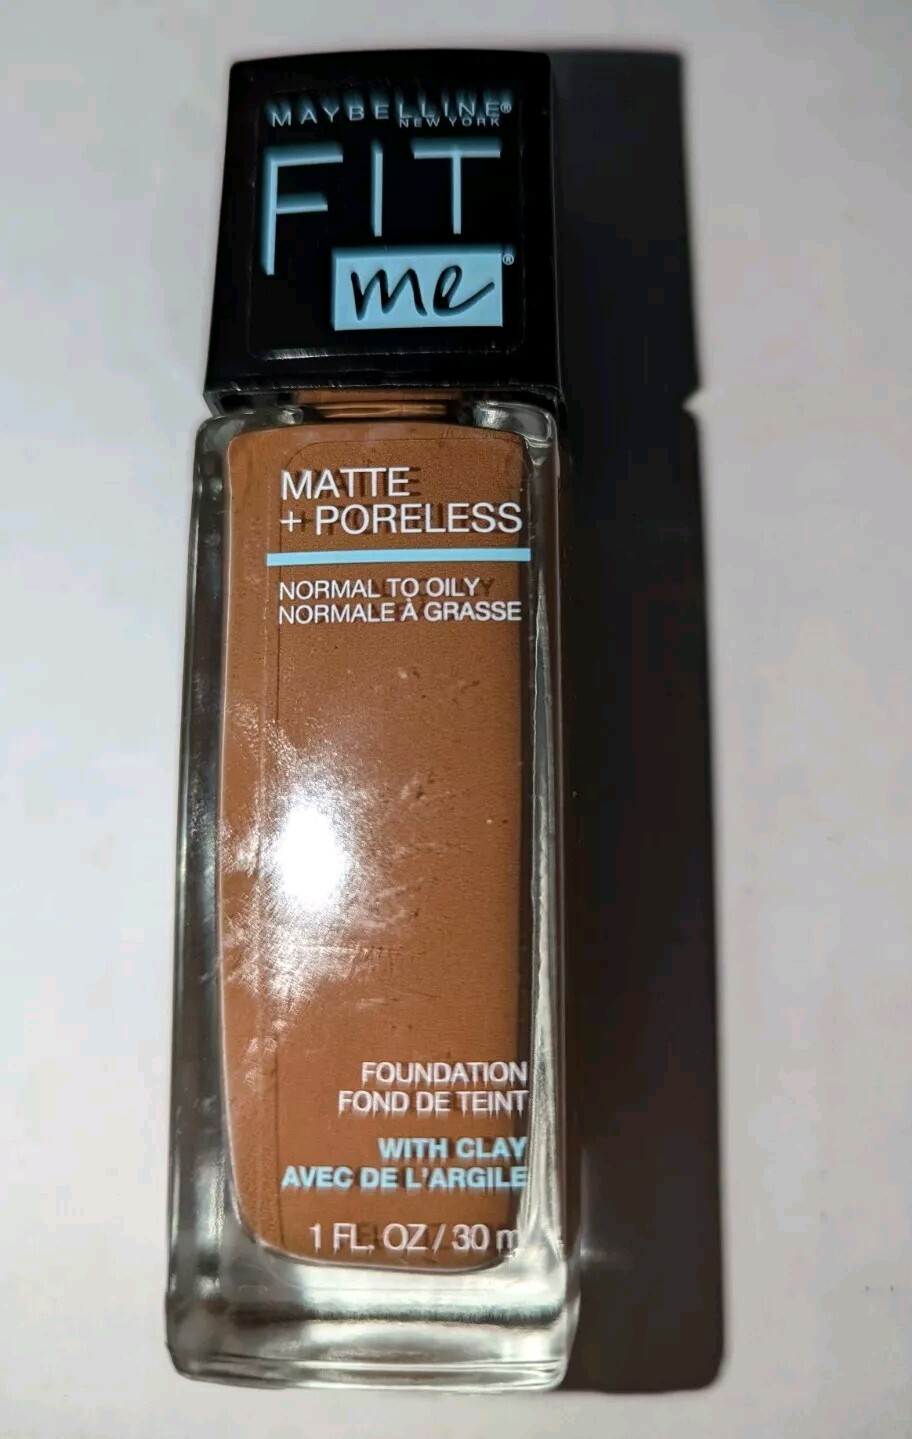 MAYBELLINE®
NEW YORK
FIT
me®
MATTE
+ PORELESS
NORMAL TO OILY
NORMALE À GRASSE
FOUNDATION
FOND DE TEINT
WITH CLAY
AVEC DE L'ARGILE
1 FL. OZ / 30 m